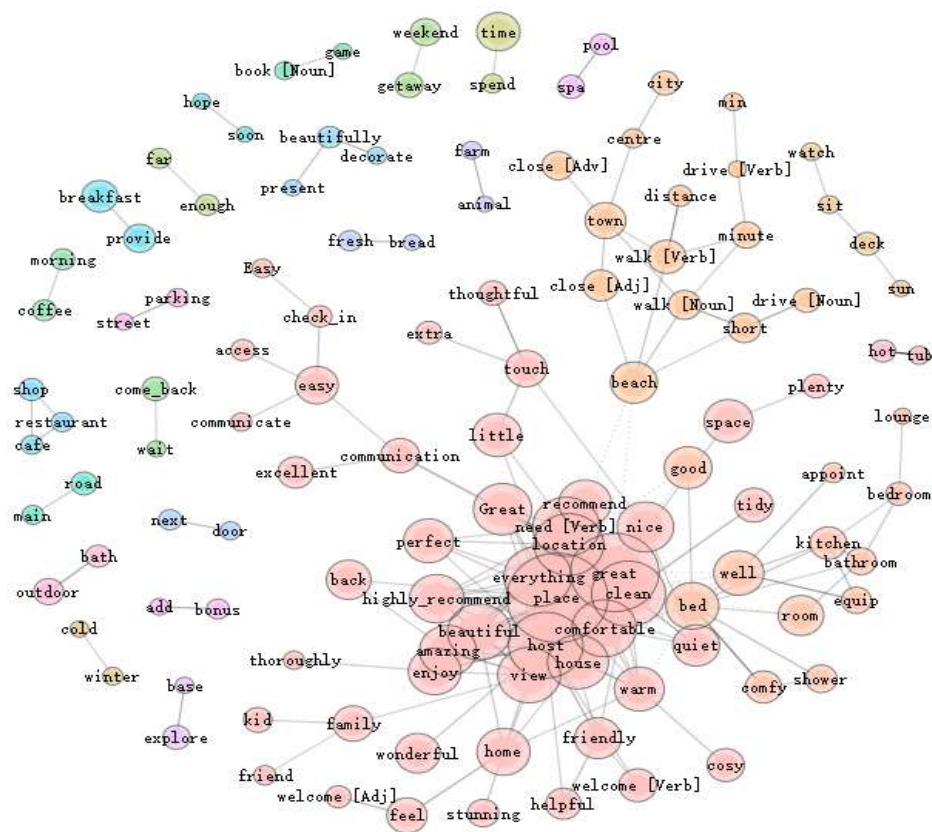 weekend
time
game
pool
book [Noun]
getaway
spend
spa
city
min
hope
soon
beautifully
decorate
present
centre
close [Adv]
drive [Verb]
watch
far
enough
farm
animal
distance
sit
breakfast
provide
town
minute
walk [Verb]
deck
fresh
bread
morning
coffee
Easy
close [Adj]
sun
parking
street
thoughtful
walk [Noun]
drive [Noun]
check_in
short
extra
access
touch
hot
tub
shop
easy
come_back
beach
plenty
restaurant
communicate
lounge
cafe
wait
little
space
communication
excellent
good
appoint
road
bedroom
main
Great
recommend
tidy
next
door
need [Verb]
nice
perfect
location
kitchen
bath
bathroom
back
everything
great
well
outdoor
highly_recommend
place
clean
equip
add
bonus
bed
room
cold
beautiful
comfortable
amazing
host
quiet
thoroughly
house
winter
enjoy
view
shower
base
warm
comfy
kid
family
explore
friendly
wonderful
home
cosy
friend
welcome [Verb]
welcome [Adj]
helpful
feel
stunning